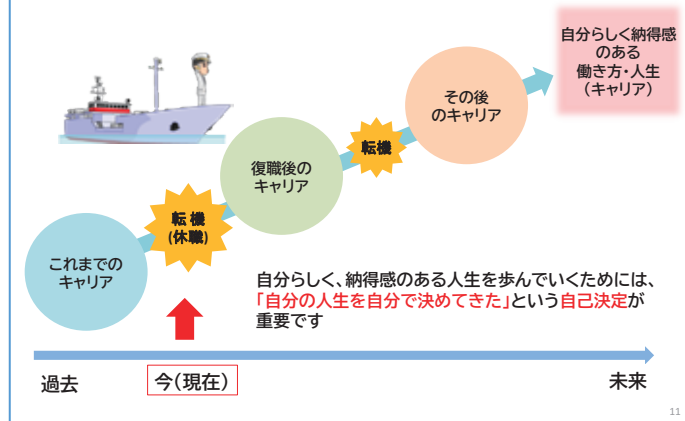 自分らしく納得感
のある
働き方・人生
（キャリア）
その後
のキャリア
転機
復職後の
キャリア
転機
(休職)
これまでの
キャリア
自分らしく、納得感のある人生を歩んでいくためには、
「自分の人生を自分で決めてきた」という自己決定が
重要です
過去
今(現在)
未来
11